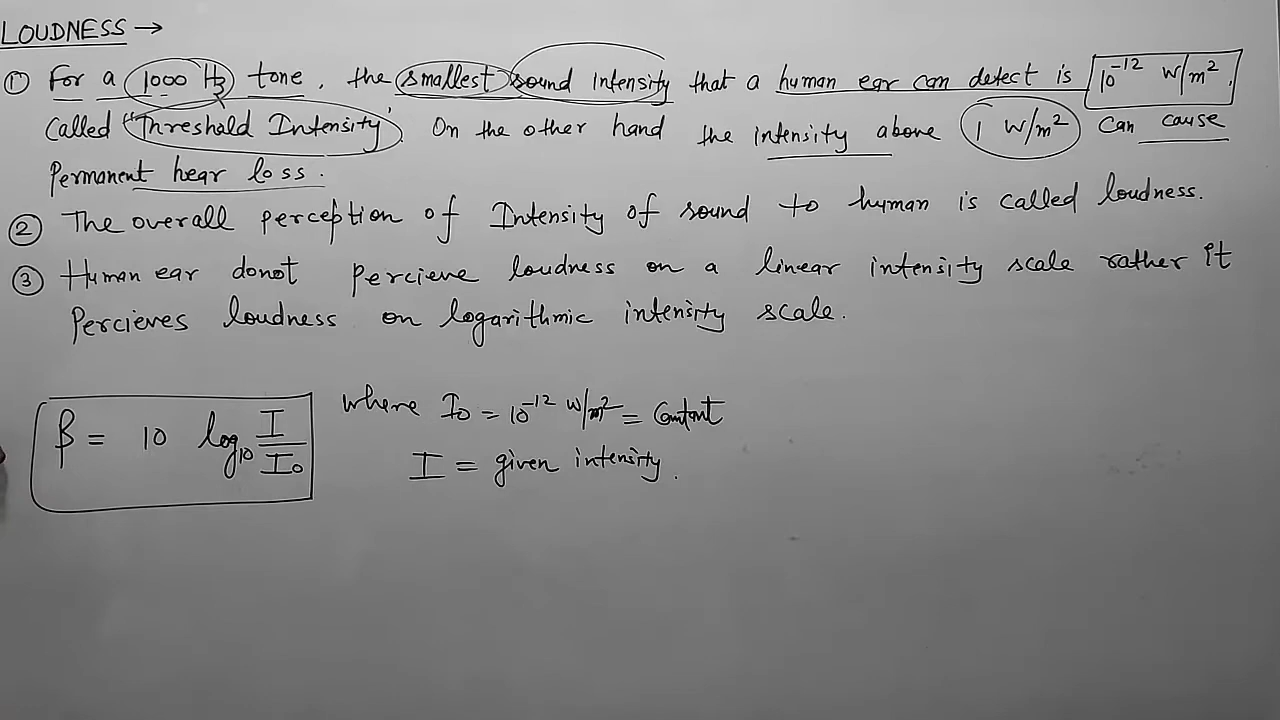 LOUDNESS →
① For a 1000 Hz tone, the smallest sound intensity that a human ear can detect is 10⁻¹² W/m².
Called "Threshold Intensity". On the other hand the intensity above 1 W/m² can cause
Permanent hear loss.
② The overall perception of Intensity of sound to human is called loudness.
③ Human ear donot percieve loudness on a linear intensity scale rather it
Percieves loudness on logarithmic intensity scale.
β = 10 log₁₀ I/I₀ where I₀ = 10⁻¹² W/m² = Constant
I = given intensity.